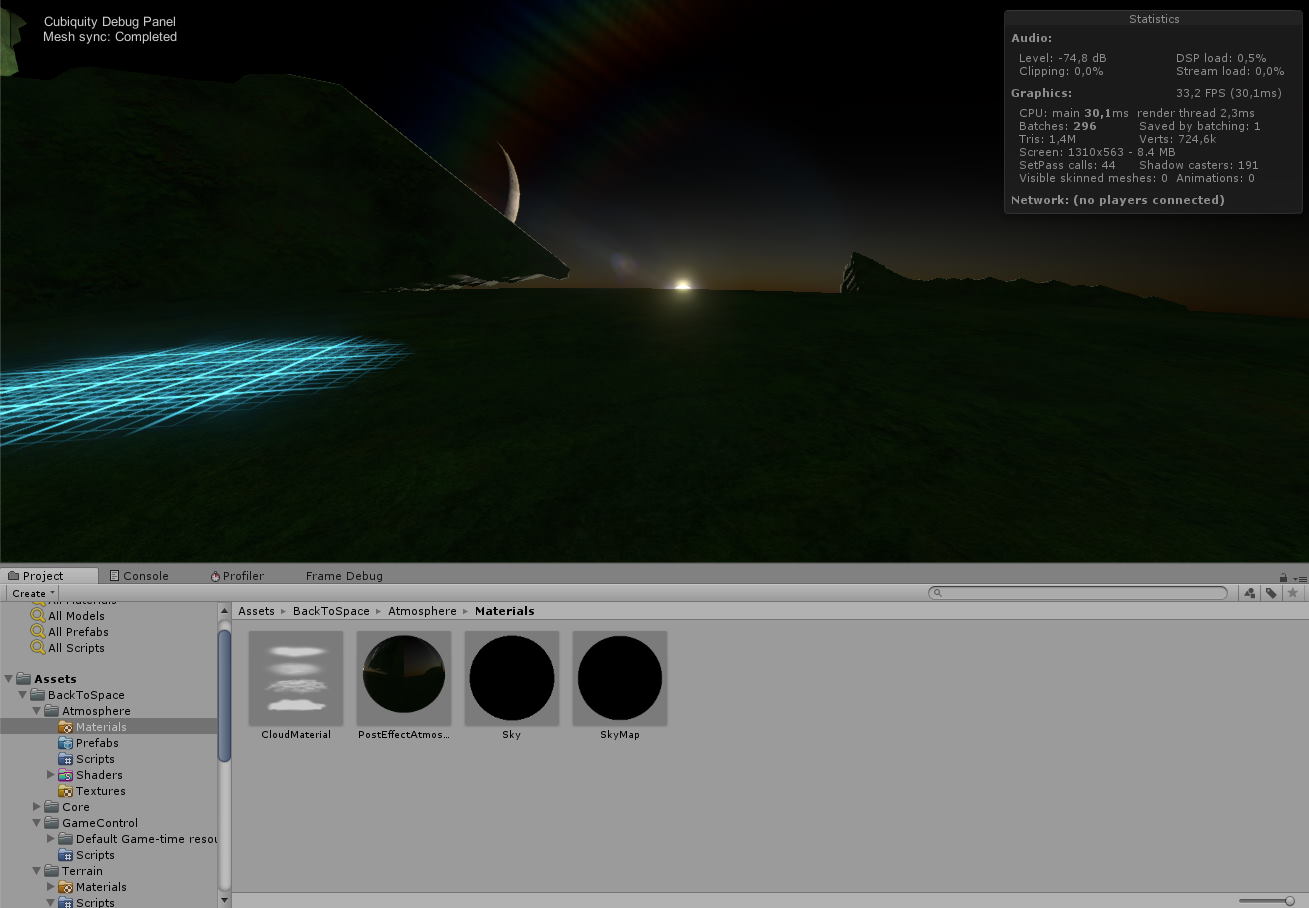 Cubiquity Debug Panel
Mesh sync: Completed
Statistics
Audio:
Level: -74,8 dB DSP load: 0,5%
Clipping: 0,0% Stream load: 0,0%
Graphics: 33,2 FPS (30,1ms)
CPU: main 30,1ms render thread 2,3ms
Batches: 296 Saved by batching: 1
Tris: 1,4M Verts: 724,6k
Screen: 1310x563 - 8.4 MB
SetPass calls: 44 Shadow casters: 191
Visible skinned meshes: 0 Animations: 0
Network: (no players connected)
Project Console Profiler Frame Debug
Create
All Materials
All Models
All Prefabs
All Scripts
Assets
BackToSpace
Atmosphere
Materials
Prefabs
Scripts
Shaders
Textures
Core
GameControl
Default Game-time resou
Scripts
Terrain
Materials
Scripts
Assets ▸ BackToSpace ▸ Atmosphere ▸ Materials
CloudMaterial PostEffectAtmos... Sky SkyMap